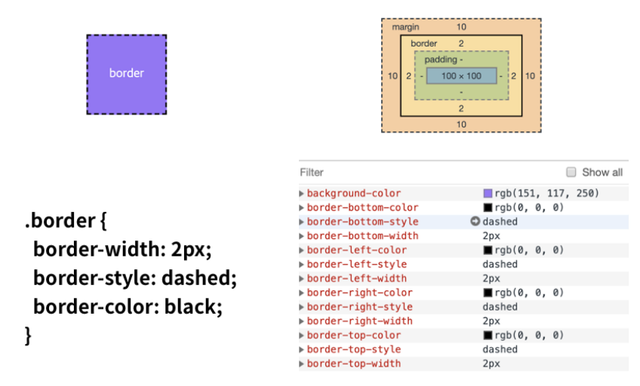 border
margin 10
border 2
padding -
10 2 - 100 × 100 - 2 10
-
2
10
Filter Show all
background-color rgb(151, 117, 250)
border-bottom-color rgb(0, 0, 0)
border-bottom-style dashed
border-bottom-width 2px
border-left-color rgb(0, 0, 0)
border-left-style dashed
border-left-width 2px
border-right-color rgb(0, 0, 0)
border-right-style dashed
border-right-width 2px
border-top-color rgb(0, 0, 0)
border-top-style dashed
border-top-width 2px
.border {
border-width: 2px;
border-style: dashed;
border-color: black;
}